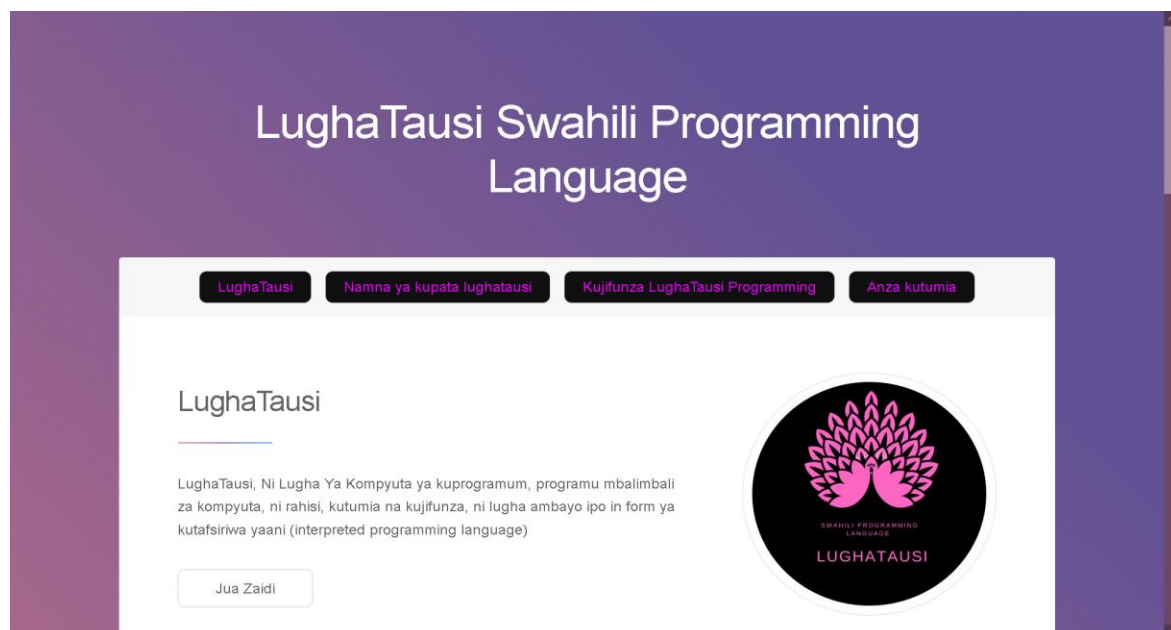 LughaTausi Swahili Programming
Language
LughaTausi
Namna ya kupata lughatausi
Kujifunza LughaTausi Programming
Anza kutumia
LughaTausi
LughaTausi, Ni Lugha Ya Kompyuta ya kuprogramum, programu mbalimbali
za kompyuta, ni rahisi, kutumia na kujifunza, ni lugha ambayo ipo in form ya
kutafsiriwa yaani (interpreted programming language)
Jua Zaidi
SWAHILI PROGRAMMING
LANGUAGE
LUGHATAUSI